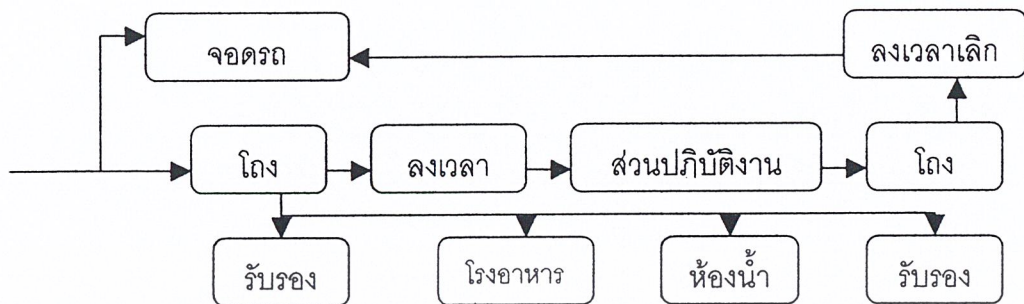 จอดรถ
ลงเวลาเลิก
โถง
ลงเวลา
ส่วนปฏิบัติงาน
โถง
รับรอง
โรงอาหาร
ห้องน้ำ
รับรอง